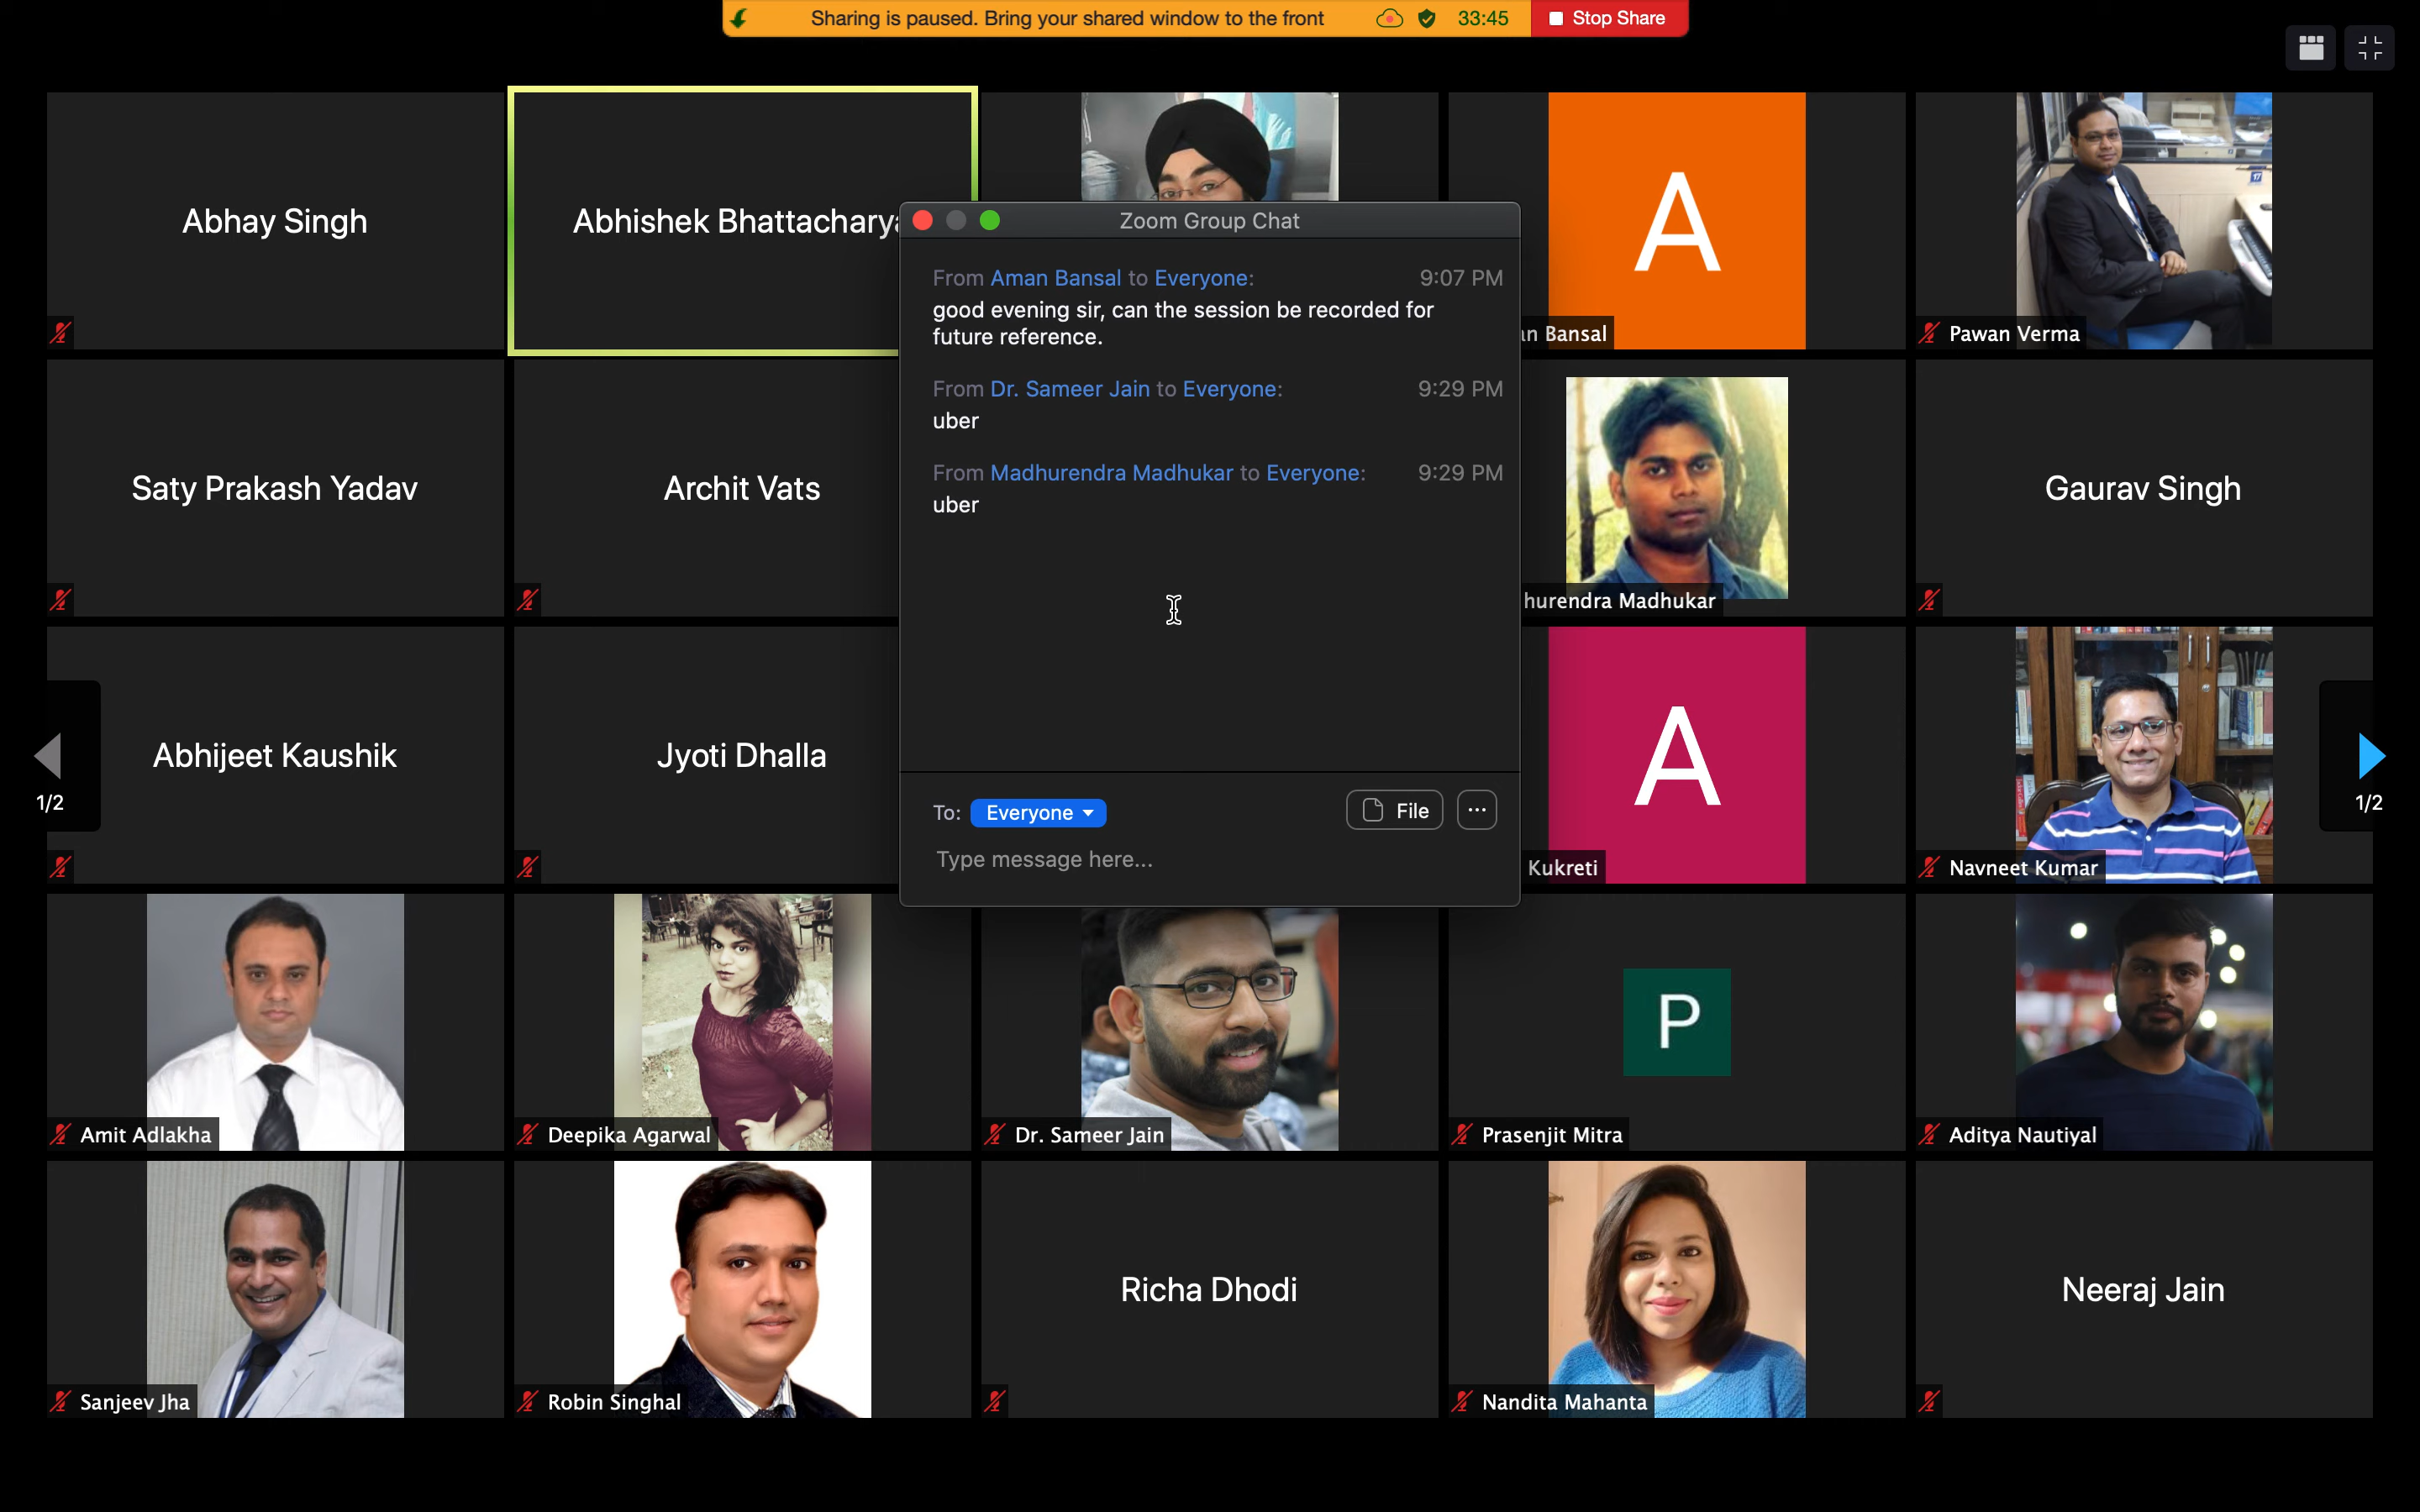 Sharing is paused. Bring your shared window to the front
33:45
Stop Share
Abhay Singh
Abhishek Bhattacharya
A
an Bansal
Pawan Verma
Zoom Group Chat
From Aman Bansal to Everyone: 9:07 PM
good evening sir, can the session be recorded for
future reference.
From Dr. Sameer Jain to Everyone: 9:29 PM
uber
From Madhurendra Madhukar to Everyone: 9:29 PM
uber
To: Everyone
File
Type message here...
Saty Prakash Yadav
Archit Vats
hurendra Madhukar
Gaurav Singh
1/2
Abhijeet Kaushik
Jyoti Dhalla
A
Kukreti
Navneet Kumar
1/2
Amit Adlakha
Deepika Agarwal
Dr. Sameer Jain
P
Prasenjit Mitra
Aditya Nautiyal
Sanjeev Jha
Robin Singhal
Richa Dhodi
Nandita Mahanta
Neeraj Jain